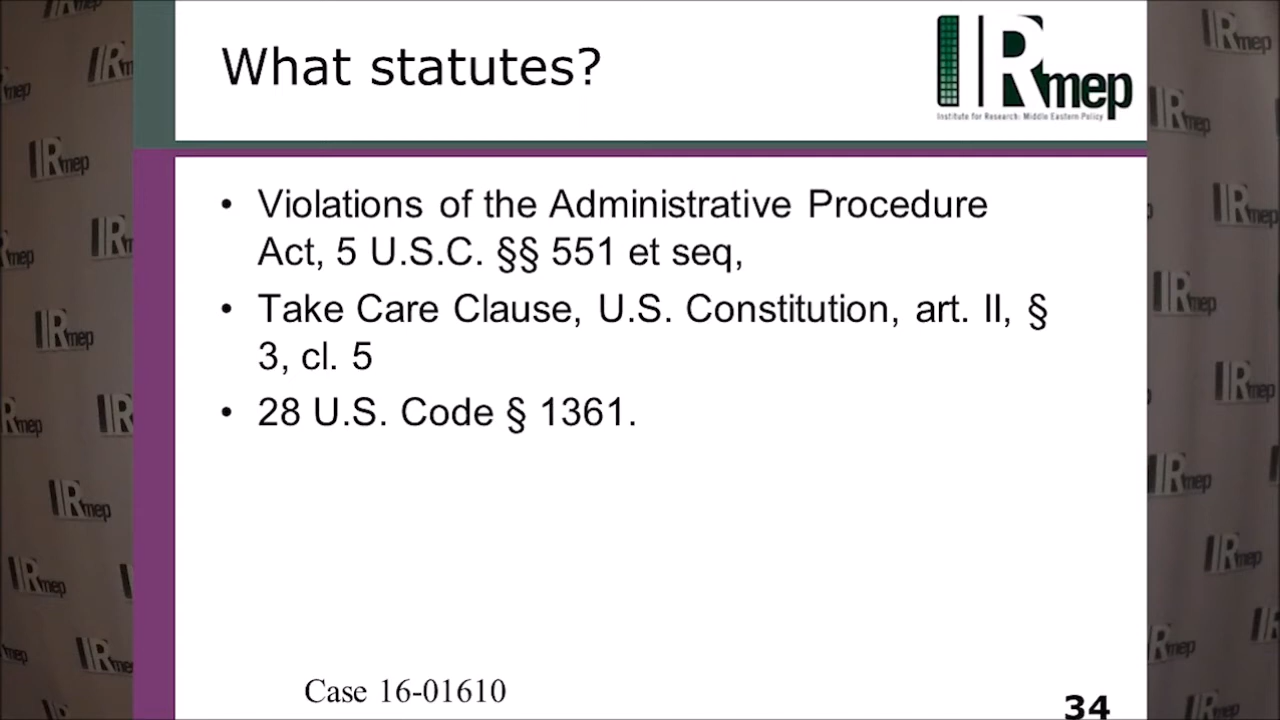 What statutes?
IRmep
Institute for Research: Middle Eastern Policy
• Violations of the Administrative Procedure
Act, 5 U.S.C. §§ 551 et seq,
• Take Care Clause, U.S. Constitution, art. II, §
3, cl. 5
• 28 U.S. Code § 1361.
Case 16-01610
34